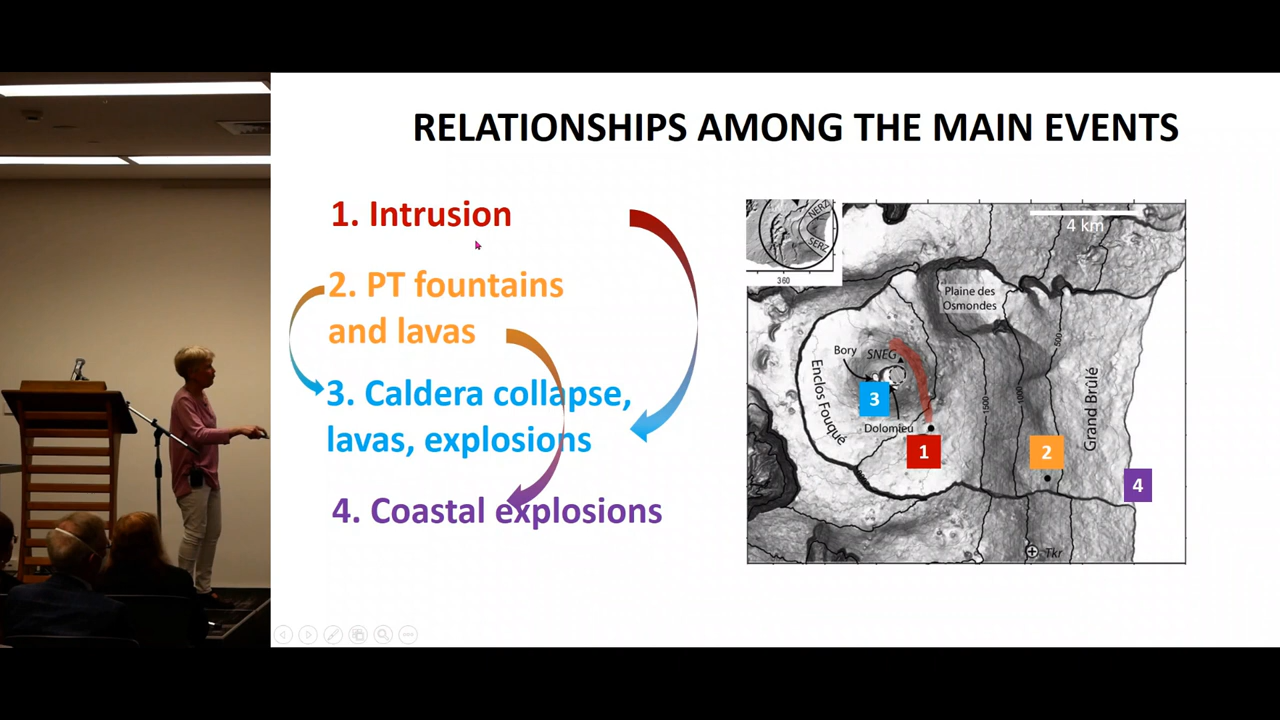 RELATIONSHIPS AMONG THE MAIN EVENTS
1. Intrusion
2. PT fountains
and lavas
3. Caldera collapse,
lavas, explosions
4. Coastal explosions
NERZ
SERZ
360
4 km
Plaine des
Osmondes
Bory
SNEG
Enclos Fouqué
3
Dolomieu
1
500
1500
1000
Grand Brûlé
2
4
Tkr